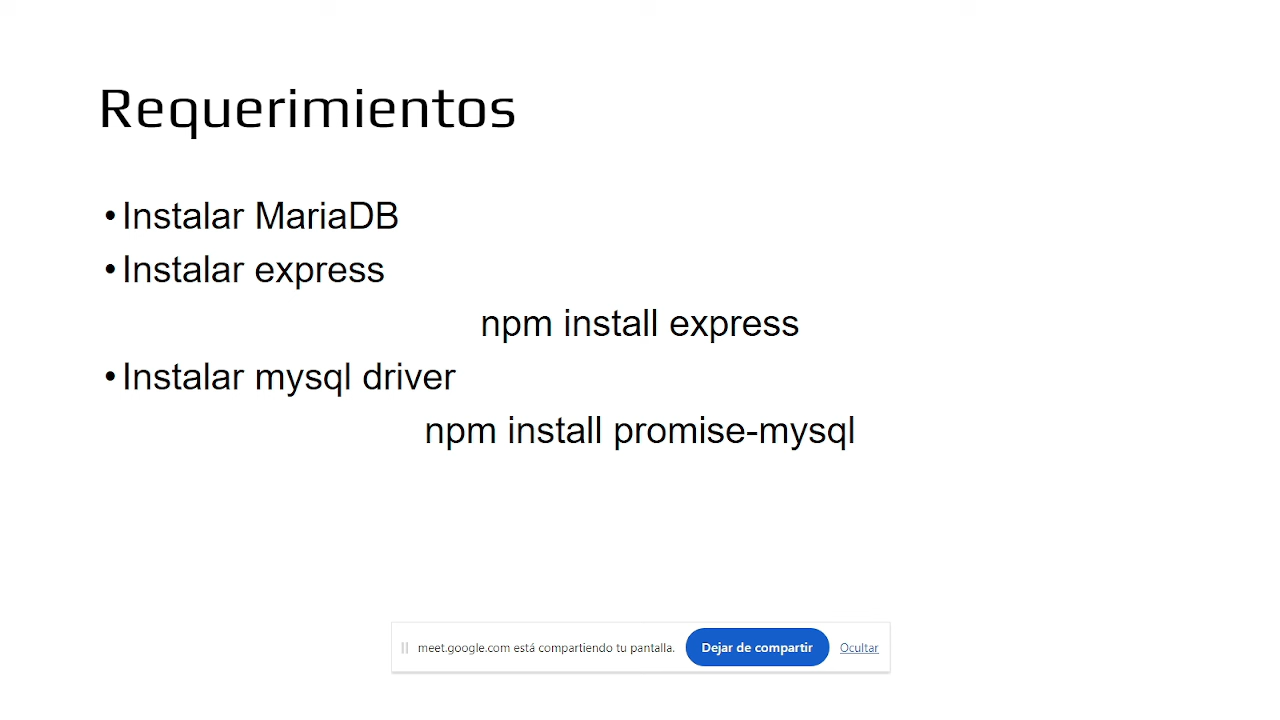 Requerimientos
• Instalar MariaDB
• Instalar express
npm install express
• Instalar mysql driver
npm install promise-mysql
meet.google.com está compartiendo tu pantalla. Dejar de compartir Ocultar